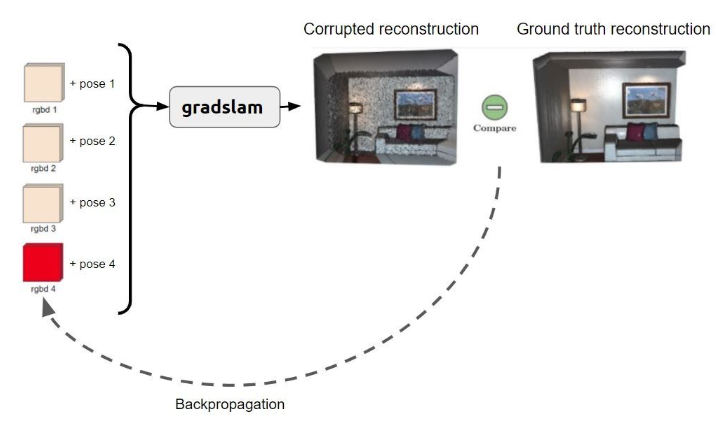 Corrupted reconstruction
Ground truth reconstruction
+ pose 1
rgbd 1
+ pose 2
rgbd 2
+ pose 3
rgbd 3
+ pose 4
rgbd 4
gradslam
Compare
Backpropagation